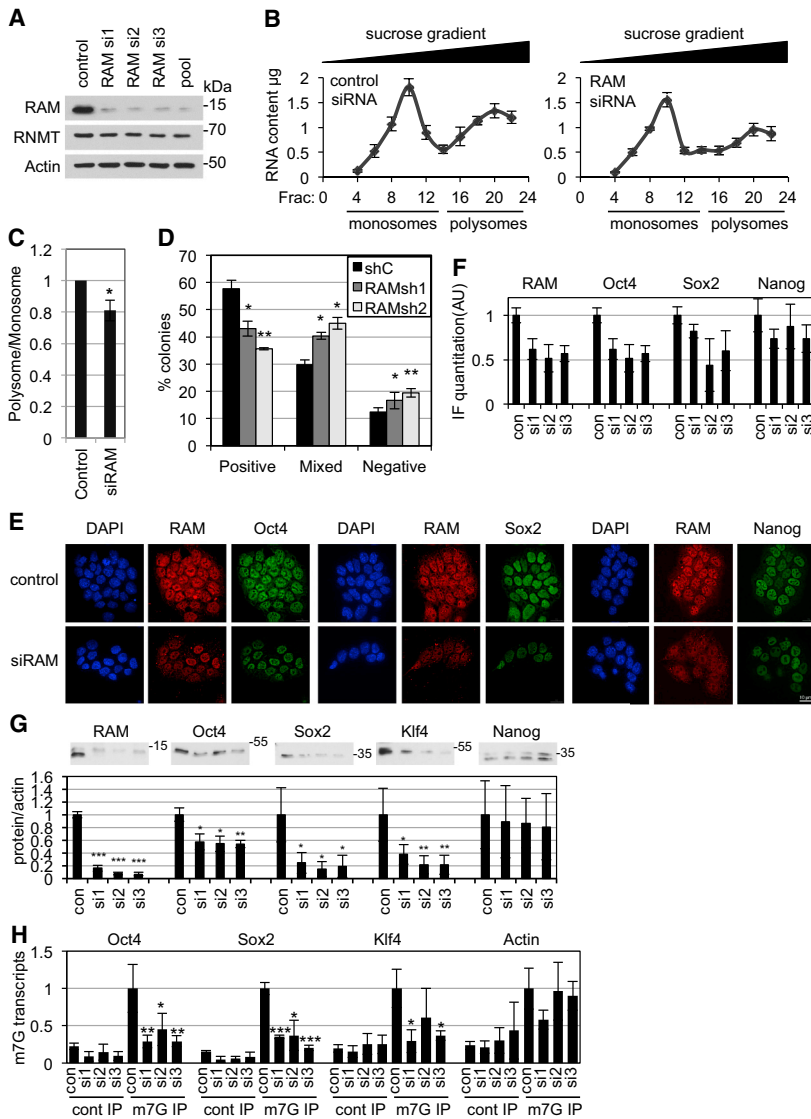 A
control
RAM si1
RAM si2
RAM si3
pool
kDa
RAM
-15
RNMT
-70
Actin
-50
B
sucrose gradient
sucrose gradient
RNA content µg
2
1.5
1
0.5
0
control
siRNA
2
1.5
1
0.5
0
RAM
siRNA
Frac: 0 4 8 12 16 20 24
0 4 8 12 16 20 24
monosomes polysomes
monosomes polysomes
C
Polysome/Monosome
1.2
1
0.8
0.6
0.4
0.2
0
*
Control
siRAM
D
% colonies
70
60
50
40
30
20
10
0
shC
RAMsh1
RAMsh2
* **
* *
* **
Positive Mixed Negative
F
RAM Oct4 Sox2 Nanog
IF quantitation(AU)
1
0.5
0
con si1 si2 si3 con si1 si2 si3 con si1 si2 si3 con si1 si2 si3
E
DAPI RAM Oct4 DAPI RAM Sox2 DAPI RAM Nanog
control
siRAM
G
RAM Oct4 Sox2 Klf4 Nanog
-15 -55 -35 -55 -35
protein/actin
1.6
1.4
1.2
1
0.8
0.6
0.4
0.2
0
*** *** ***
* * **
* * *
* ** **
con si1 si2 si3 con si1 si2 si3 con si1 si2 si3 con si1 si2 si3 con si1 si2 si3
H
Oct4 Sox2 Klf4 Actin
m7G transcripts
1.5
1
0.5
0
** * **
*** * ***
* *
con si1 si2 si3 con si1 si2 si3 con si1 si2 si3 con si1 si2 si3 con si1 si2 si3 con si1 si2 si3 con si1 si2 si3 con si1 si2 si3
cont IP m7G IP cont IP m7G IP cont IP m7G IP cont IP m7G IP